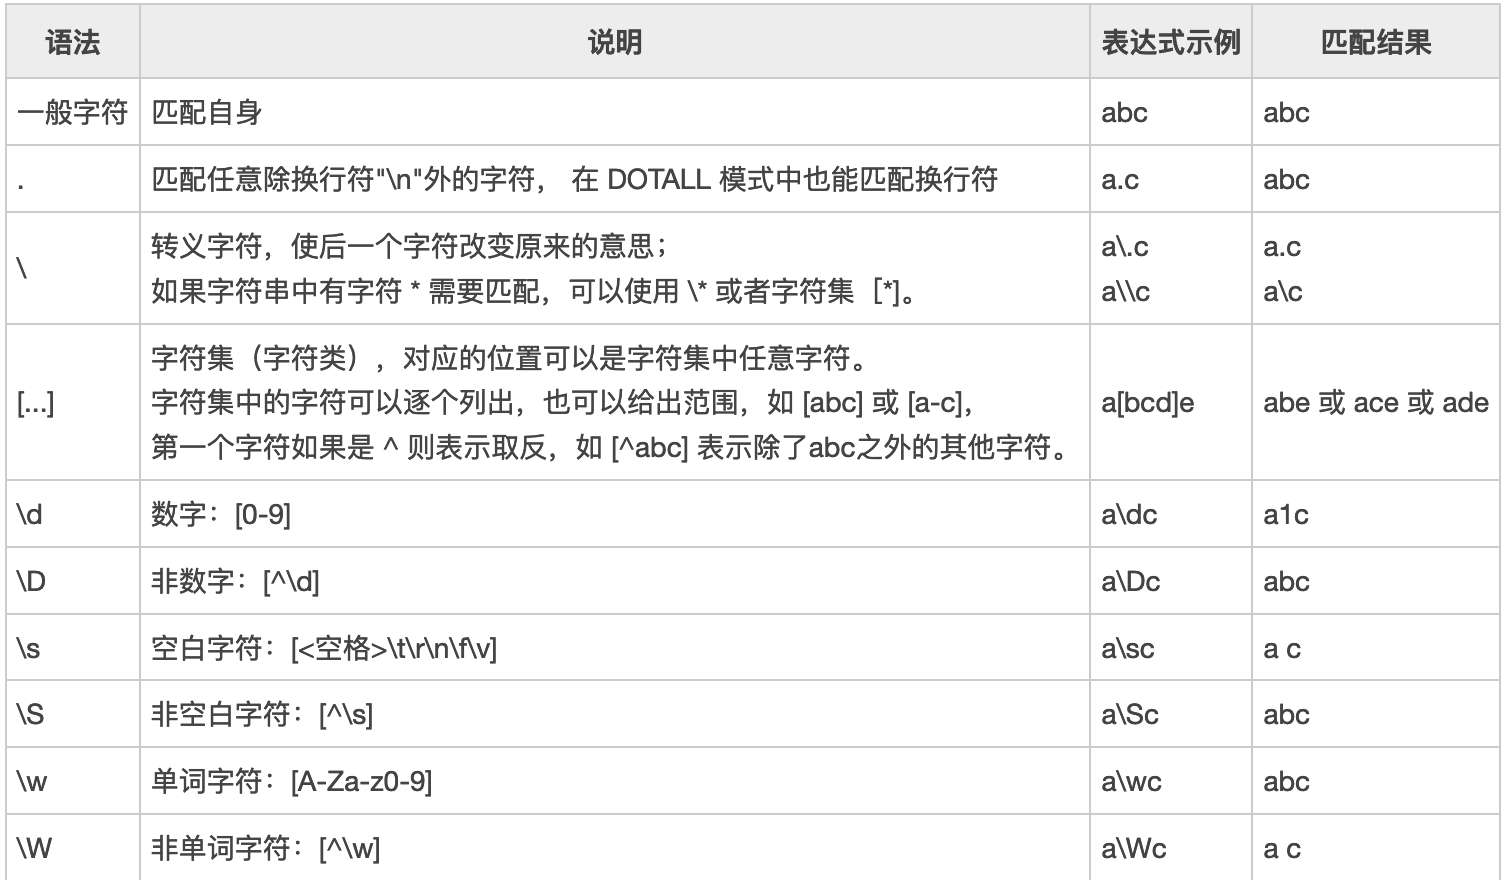 语法 说明 表达式示例 匹配结果
一般字符 匹配自身 abc abc
. 匹配任意除换行符"\n"外的字符， 在 DOTALL 模式中也能匹配换行符 a.c abc
\ 转义字符，使后一个字符改变原来的意思； a\.c a.c
如果字符串中有字符 * 需要匹配，可以使用 \* 或者字符集［*]。 a\\c a\c
字符集（字符类），对应的位置可以是字符集中任意字符。
[...] 字符集中的字符可以逐个列出，也可以给出范围，如 [abc] 或 [a-c]， a[bcd]e abe 或 ace 或 ade
第一个字符如果是 ^ 则表示取反，如 [^abc] 表示除了abc之外的其他字符。
\d 数字：[0-9] a\dc a1c
\D 非数字：[^\d] a\Dc abc
\s 空白字符：[<空格>\t\r\n\f\v] a\sc a c
\S 非空白字符：[^\s] a\Sc abc
\w 单词字符：[A-Za-z0-9] a\wc abc
\W 非单词字符：[^\w] a\Wc a c